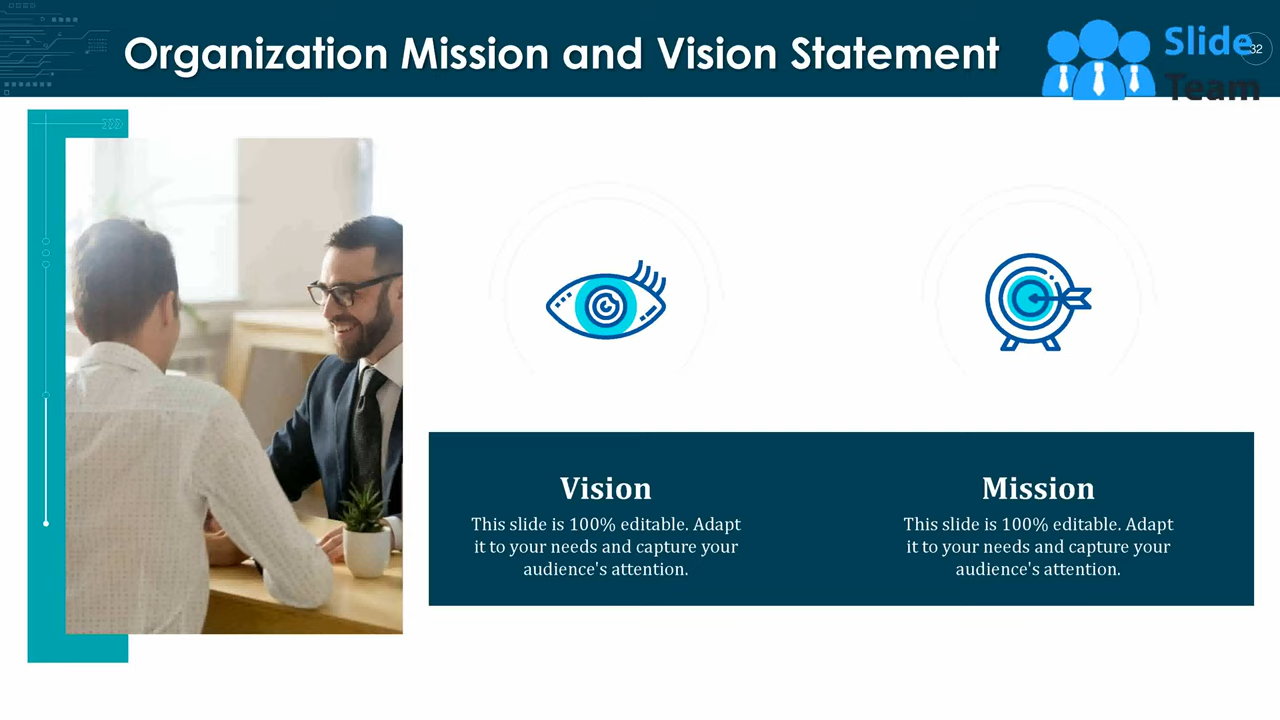 Organization Mission and Vision Statement
Slide
Team
32
Vision
This slide is 100% editable. Adapt
it to your needs and capture your
audience's attention.
Mission
This slide is 100% editable. Adapt
it to your needs and capture your
audience's attention.